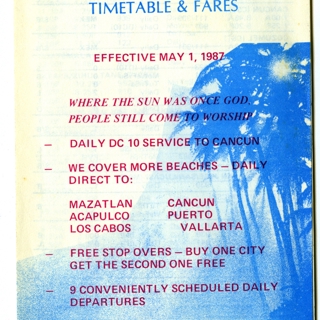 TIMETABLE & FARES
EFFECTIVE MAY 1, 1987
WHERE THE SUN WAS ONCE GOD,
PEOPLE STILL COME TO WORSHIP
— DAILY DC 10 SERVICE TO CANCUN
— WE COVER MORE BEACHES – DAILY
DIRECT TO:
MAZATLAN CANCUN
ACAPULCO PUERTO
LOS CABOS VALLARTA
— FREE STOP OVERS – BUY ONE CITY
GET THE SECOND ONE FREE
— 9 CONVENIENTLY SCHEDULED DAILY
DEPARTURES